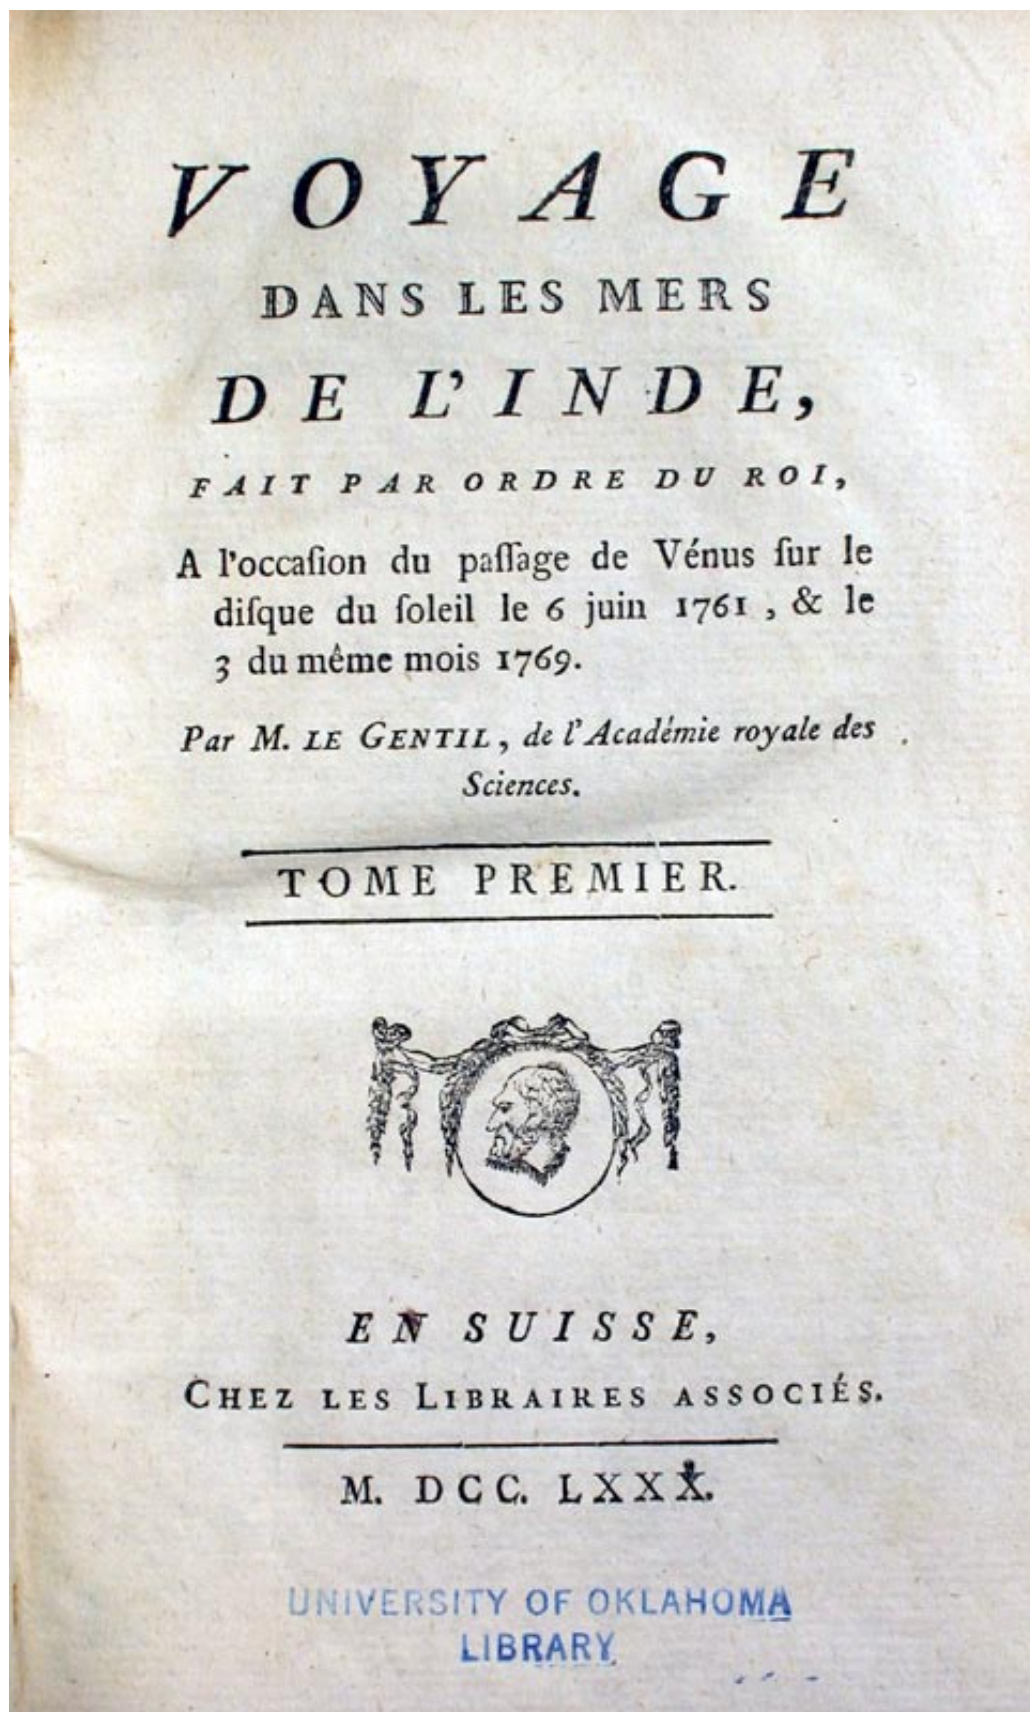 VOYAGE
DANS LES MERS
DE L'INDE,
FAIT PAR ORDRE DU ROI,
A l'occaſion du paſſage de Vénus ſur le
diſque du ſoleil le 6 juin 1761, & le
3 du même mois 1769.
Par M. LE GENTIL, de l'Académie royale des
Sciences.
TOME PREMIER.
EN SUISSE,
CHEZ LES LIBRAIRES ASSOCIÉS.
M. DCC. LXXX.
UNIVERSITY OF OKLAHOMA
LIBRARY